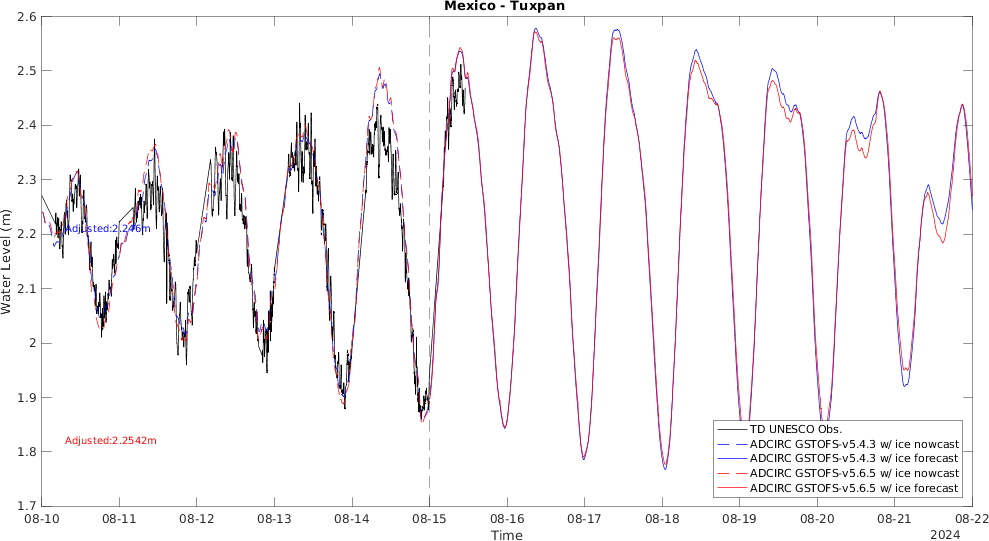 Mexico - Tuxpan
2.6
2.5
2.4
2.3
2.2
2.1
2
1.9
1.8
1.7
Water Level (m)
Adjusted:2.246m
Adjusted:2.2542m
TD UNESCO Obs.
ADCIRC GSTOFS-v5.4.3 w/ ice nowcast
ADCIRC GSTOFS-v5.4.3 w/ ice forecast
ADCIRC GSTOFS-v5.6.5 w/ ice nowcast
ADCIRC GSTOFS-v5.6.5 w/ ice forecast
08-10 08-11 08-12 08-13 08-14 08-15 08-16 08-17 08-18 08-19 08-20 08-21 08-22
Time
2024